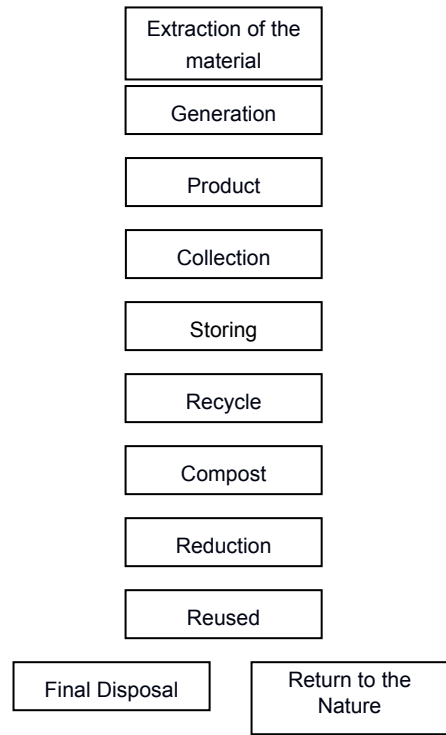 Extraction of the
material
Generation
Product
Collection
Storing
Recycle
Compost
Reduction
Reused
Final Disposal
Return to the
Nature